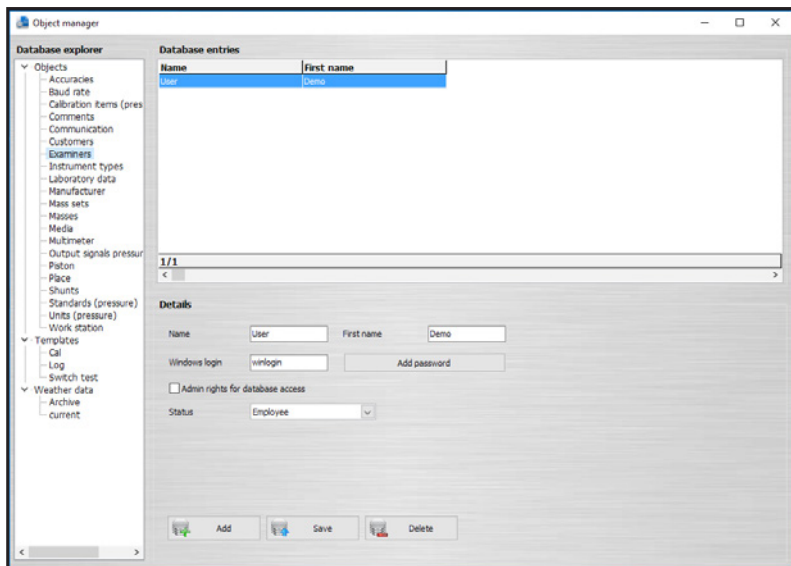 Object manager
Database explorer
Objects
Accuracies
Baud rate
Calibration items (pres
Comments
Communication
Customers
Examiners
Instrument types
Laboratory data
Manufacturer
Mass sets
Masses
Media
Multimeter
Output signals pressur
Piston
Place
Shunts
Standards (pressure)
Units (pressure)
Work station
Templates
Cal
Log
Switch test
Weather data
Archive
current
Database entries
Name First name
User Demo
1/1
Details
Name User First name Demo
Windows login winlogin Add password
Admin rights for database access
Status Employee
Add Save Delete